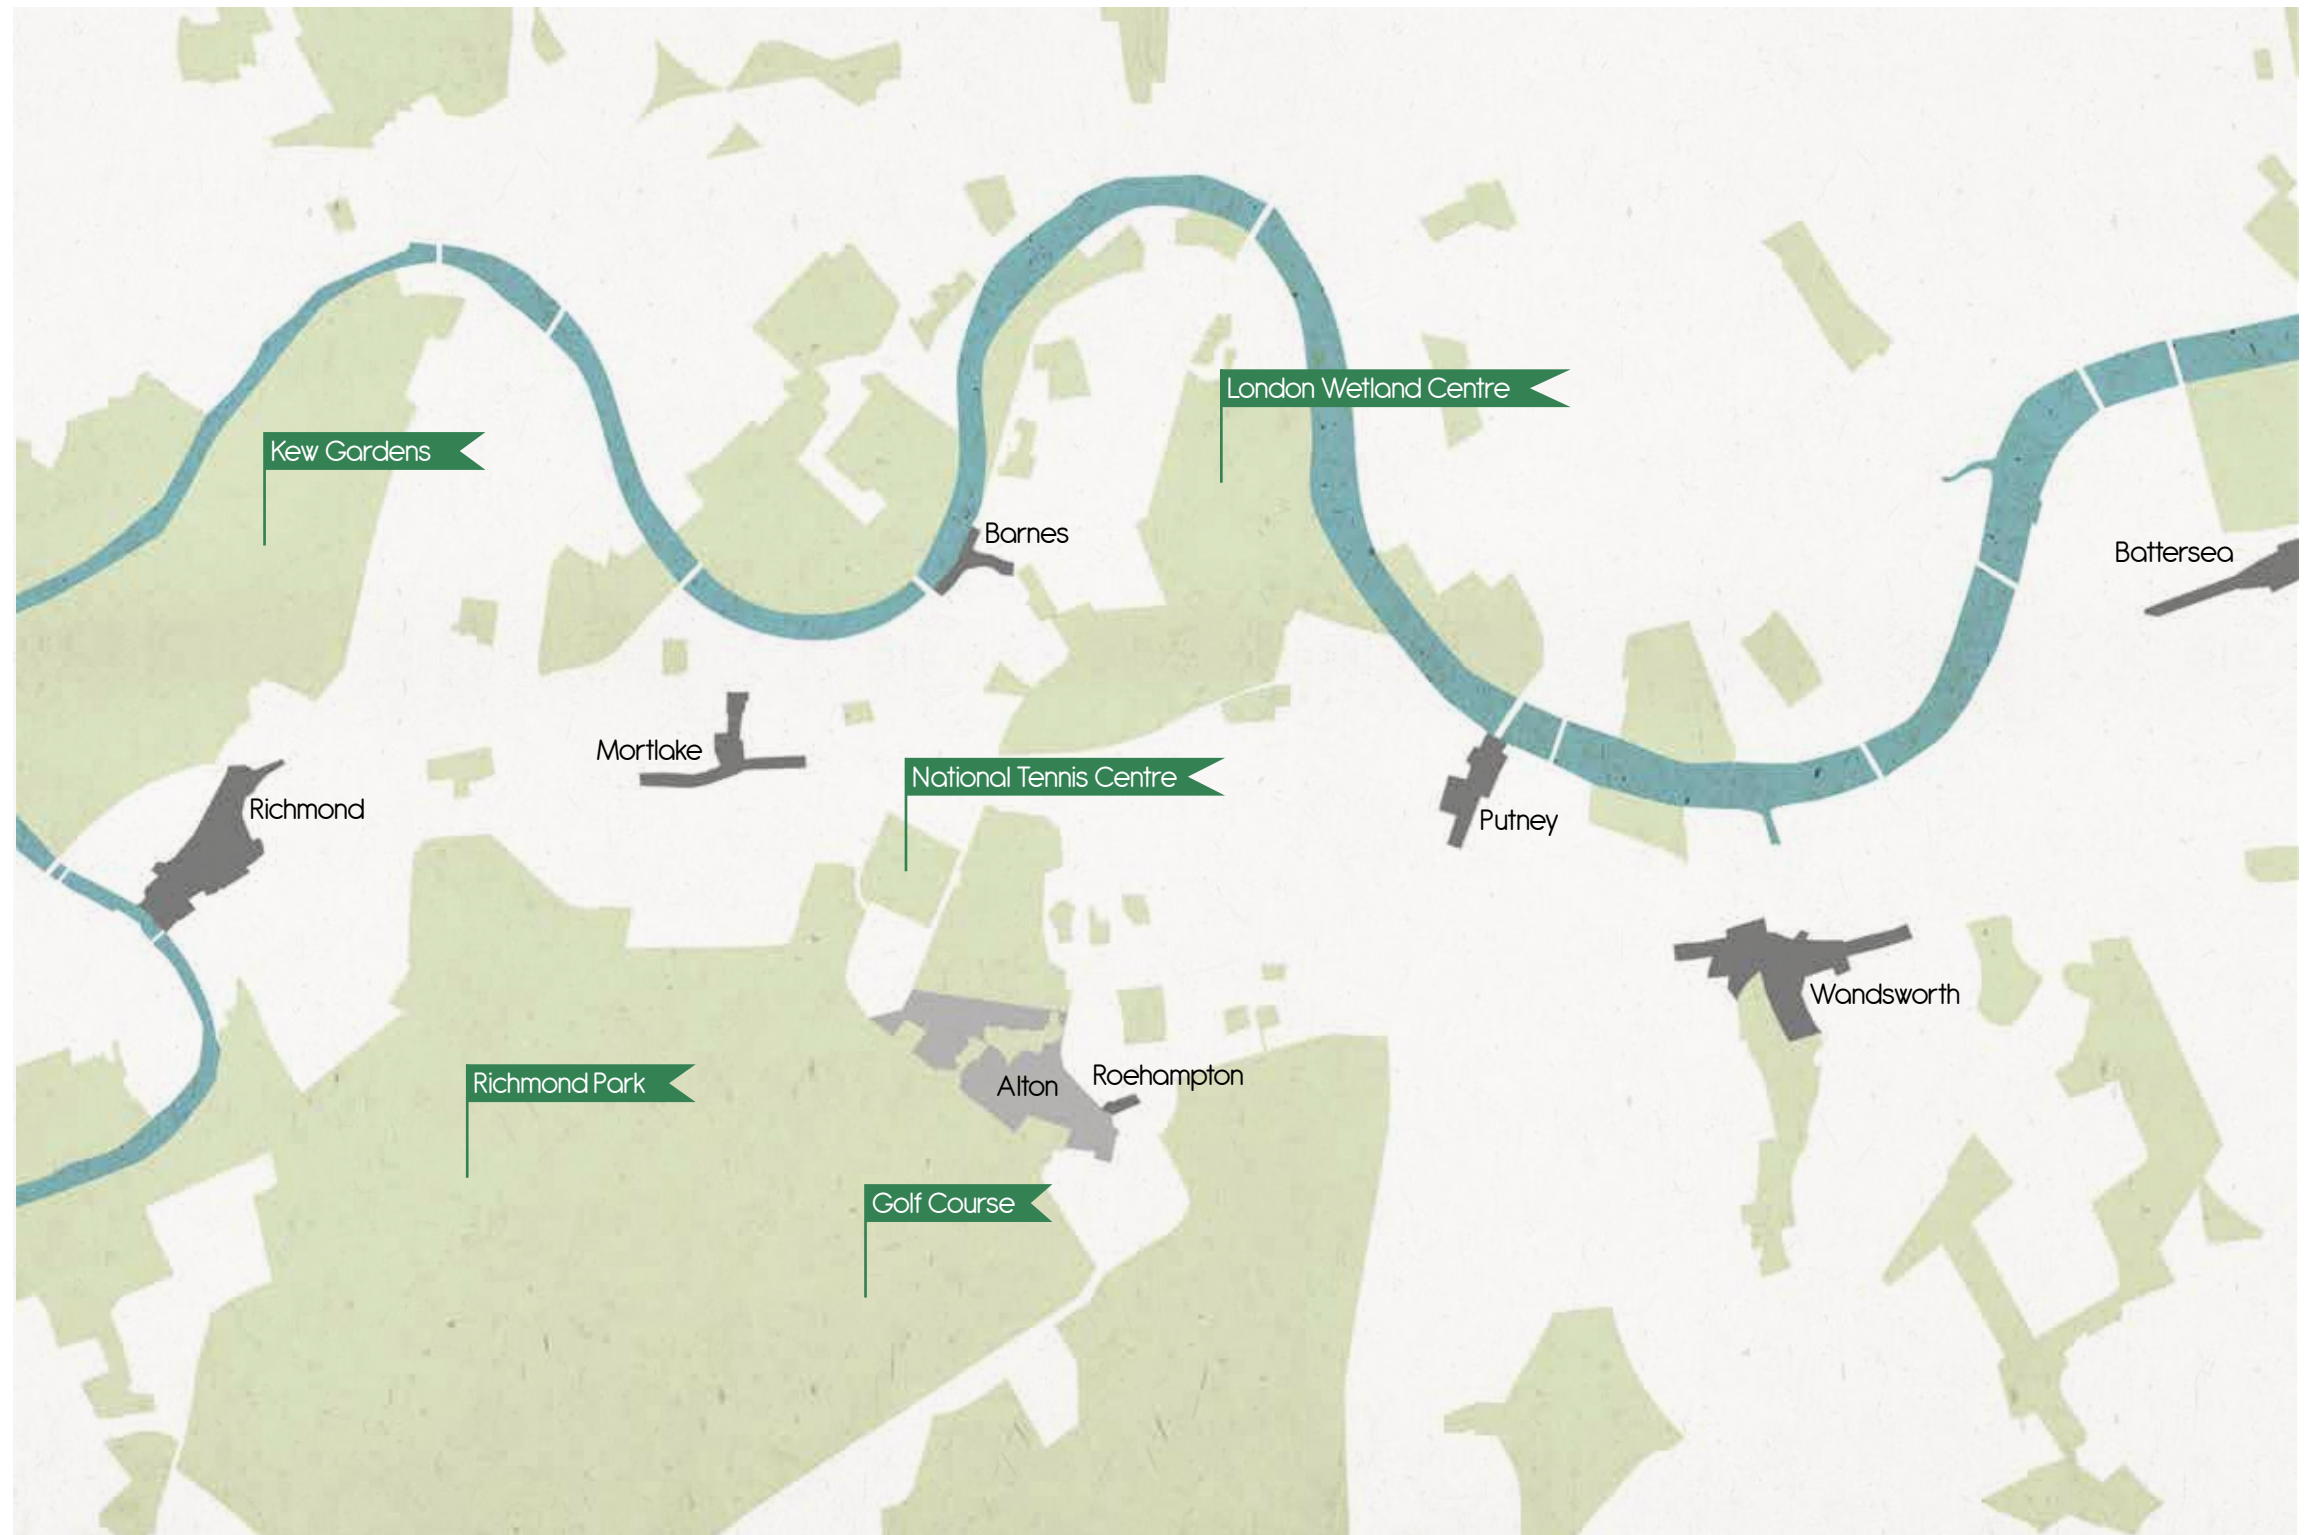 London Wetland Centre
Kew Gardens
Barnes
Battersea
Mortlake
National Tennis Centre
Richmond
Putney
Wandsworth
Richmond Park
Alton
Roehampton
Golf Course